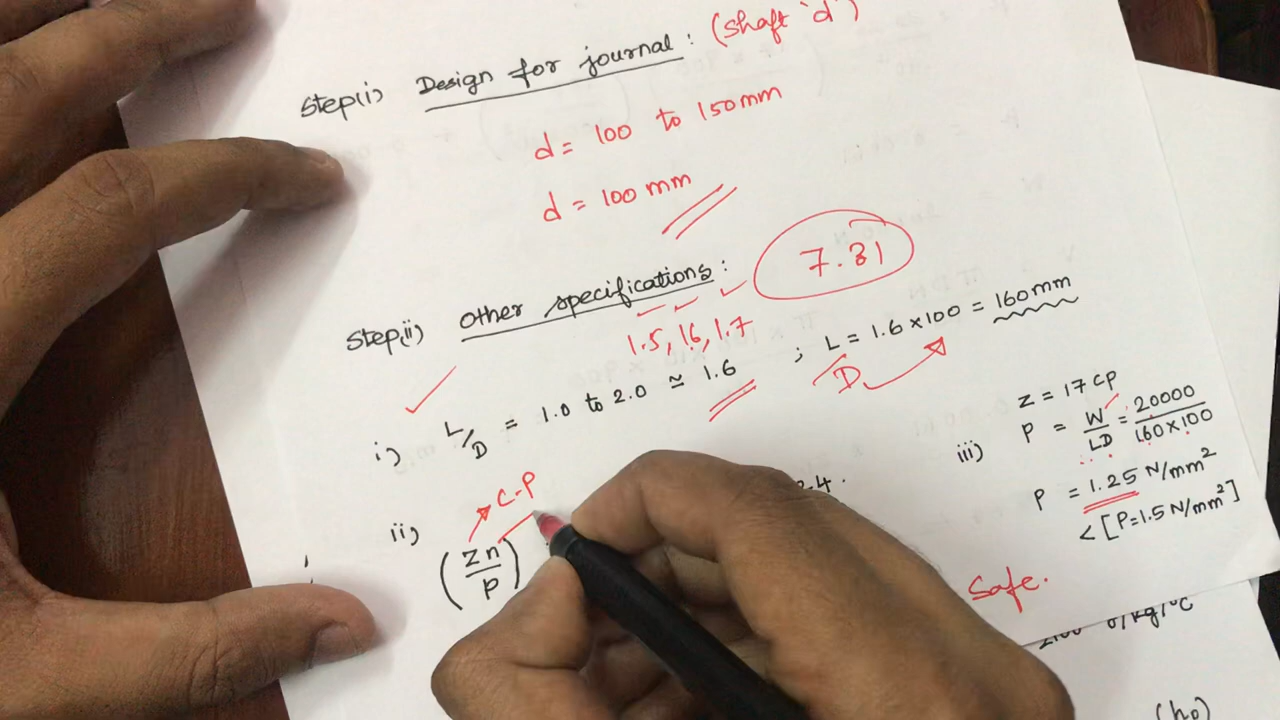 Step(i) Design for journal : (shaft 'd')
d = 100 to 150mm
d = 100 mm
Step(ii) Other specifications :
7.31
1.5, 1.6, 1.7
i) L/D = 1.0 to 2.0 ≃ 1.6 ; L = 1.6 × 100 = 160mm
D
ii) (Zn/p)
C-P
iii) Z = 17 CP
P = W/LD = 20000/160×100
P = 1.25 N/mm²
< [P=1.5 N/mm²]
Safe.
(ho)